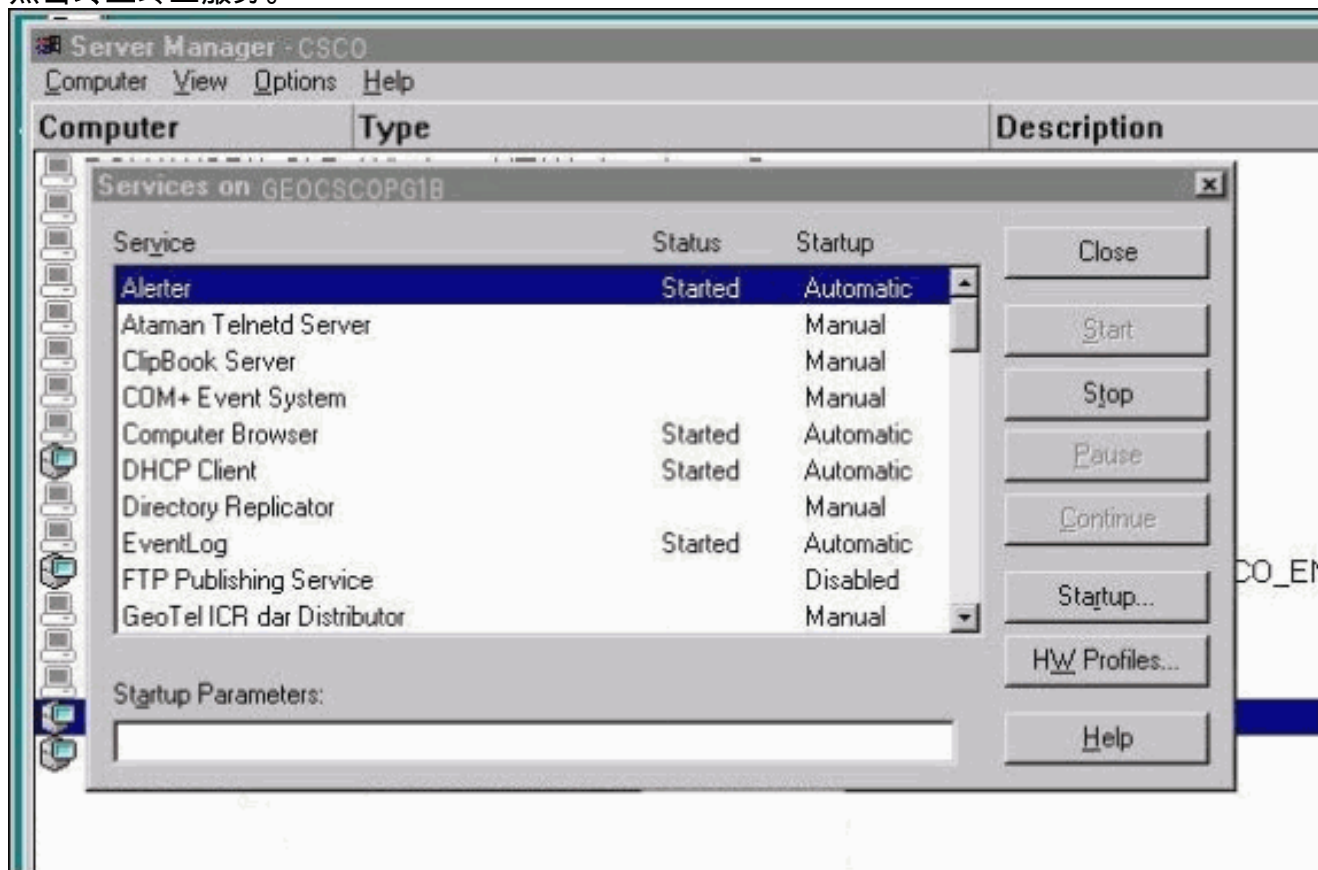 Server Manager - CSCO
Computer View Options Help
Computer Type Description
Services on GEOCSCOPG1B
Service Status Startup
Alerter Started Automatic
Ataman Telnetd Server Manual
ClipBook Server Manual
COM+ Event System Manual
Computer Browser Started Automatic
DHCP Client Started Automatic
Directory Replicator Manual
EventLog Started Automatic
FTP Publishing Service Disabled
GeoTel ICR dar Distributor Manual
Close
Start
Stop
Pause
Continue
Startup...
HW Profiles...
Help
Startup Parameters:
CO_EN